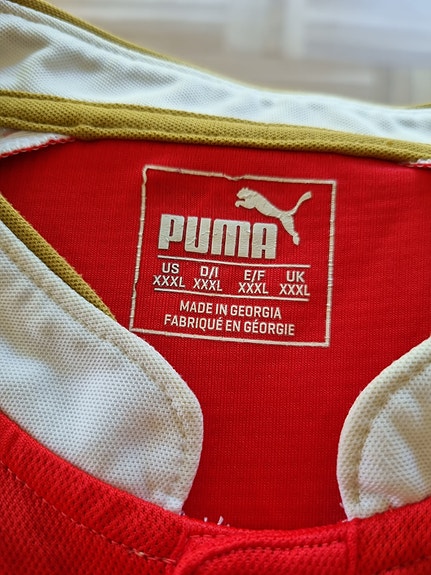 PUMA
US D/I E/F UK
XXXL XXXL XXXL XXXL
MADE IN GEORGIA
FABRIQUÉ EN GÉORGIE